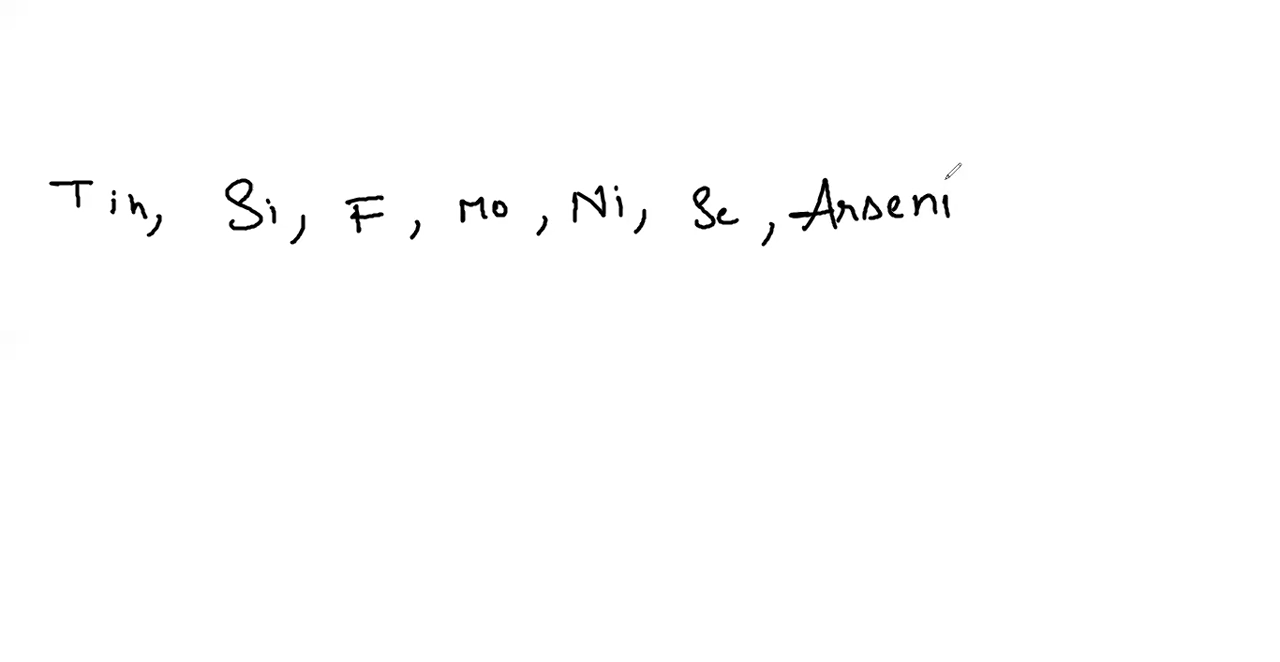 Tin, Si, F, Mo, Ni, Se, Arseni